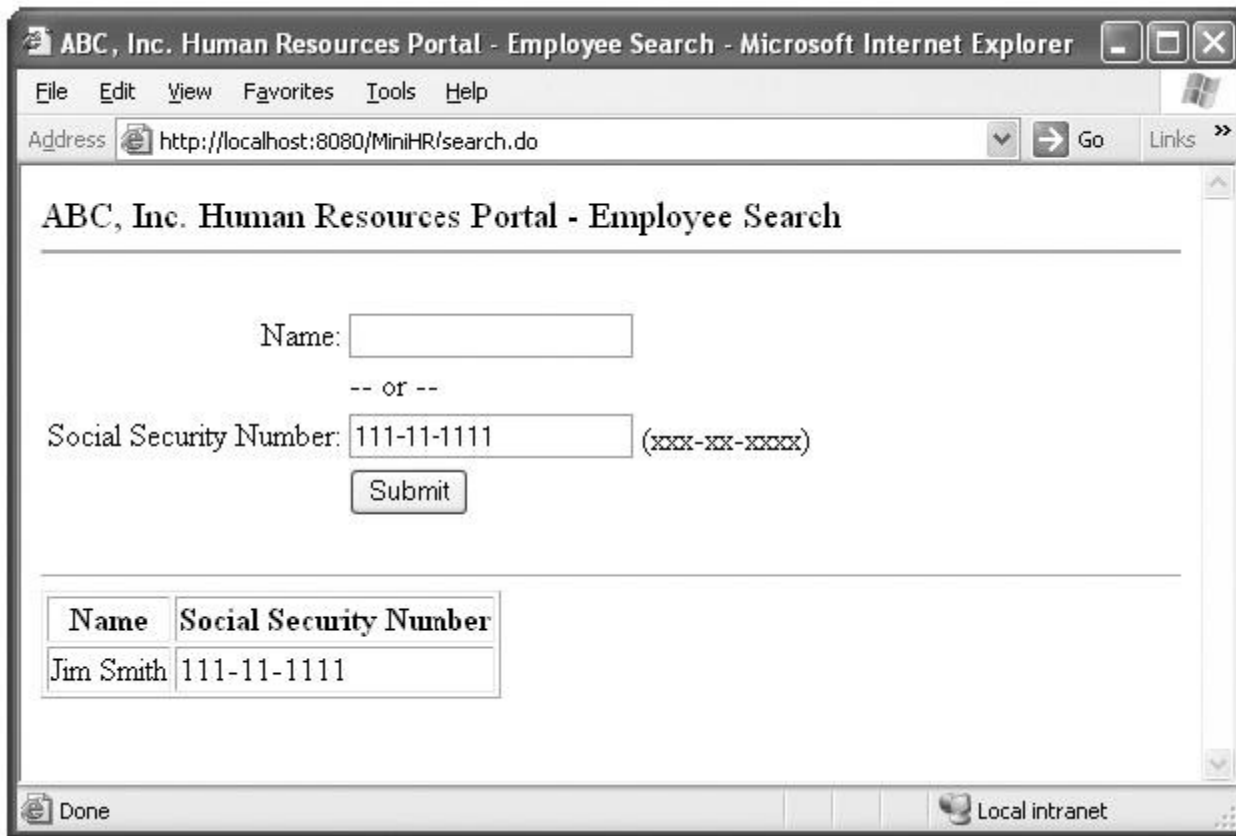 ABC, Inc. Human Resources Portal - Employee Search - Microsoft Internet Explorer
File Edit View Favorites Tools Help
Address http://localhost:8080/MiniHR/search.do Go Links »
ABC, Inc. Human Resources Portal - Employee Search
Name:
-- or --
Social Security Number: 111-11-1111 (xxx-xx-xxxx)
Submit
Name Social Security Number
Jim Smith 111-11-1111
Done Local intranet